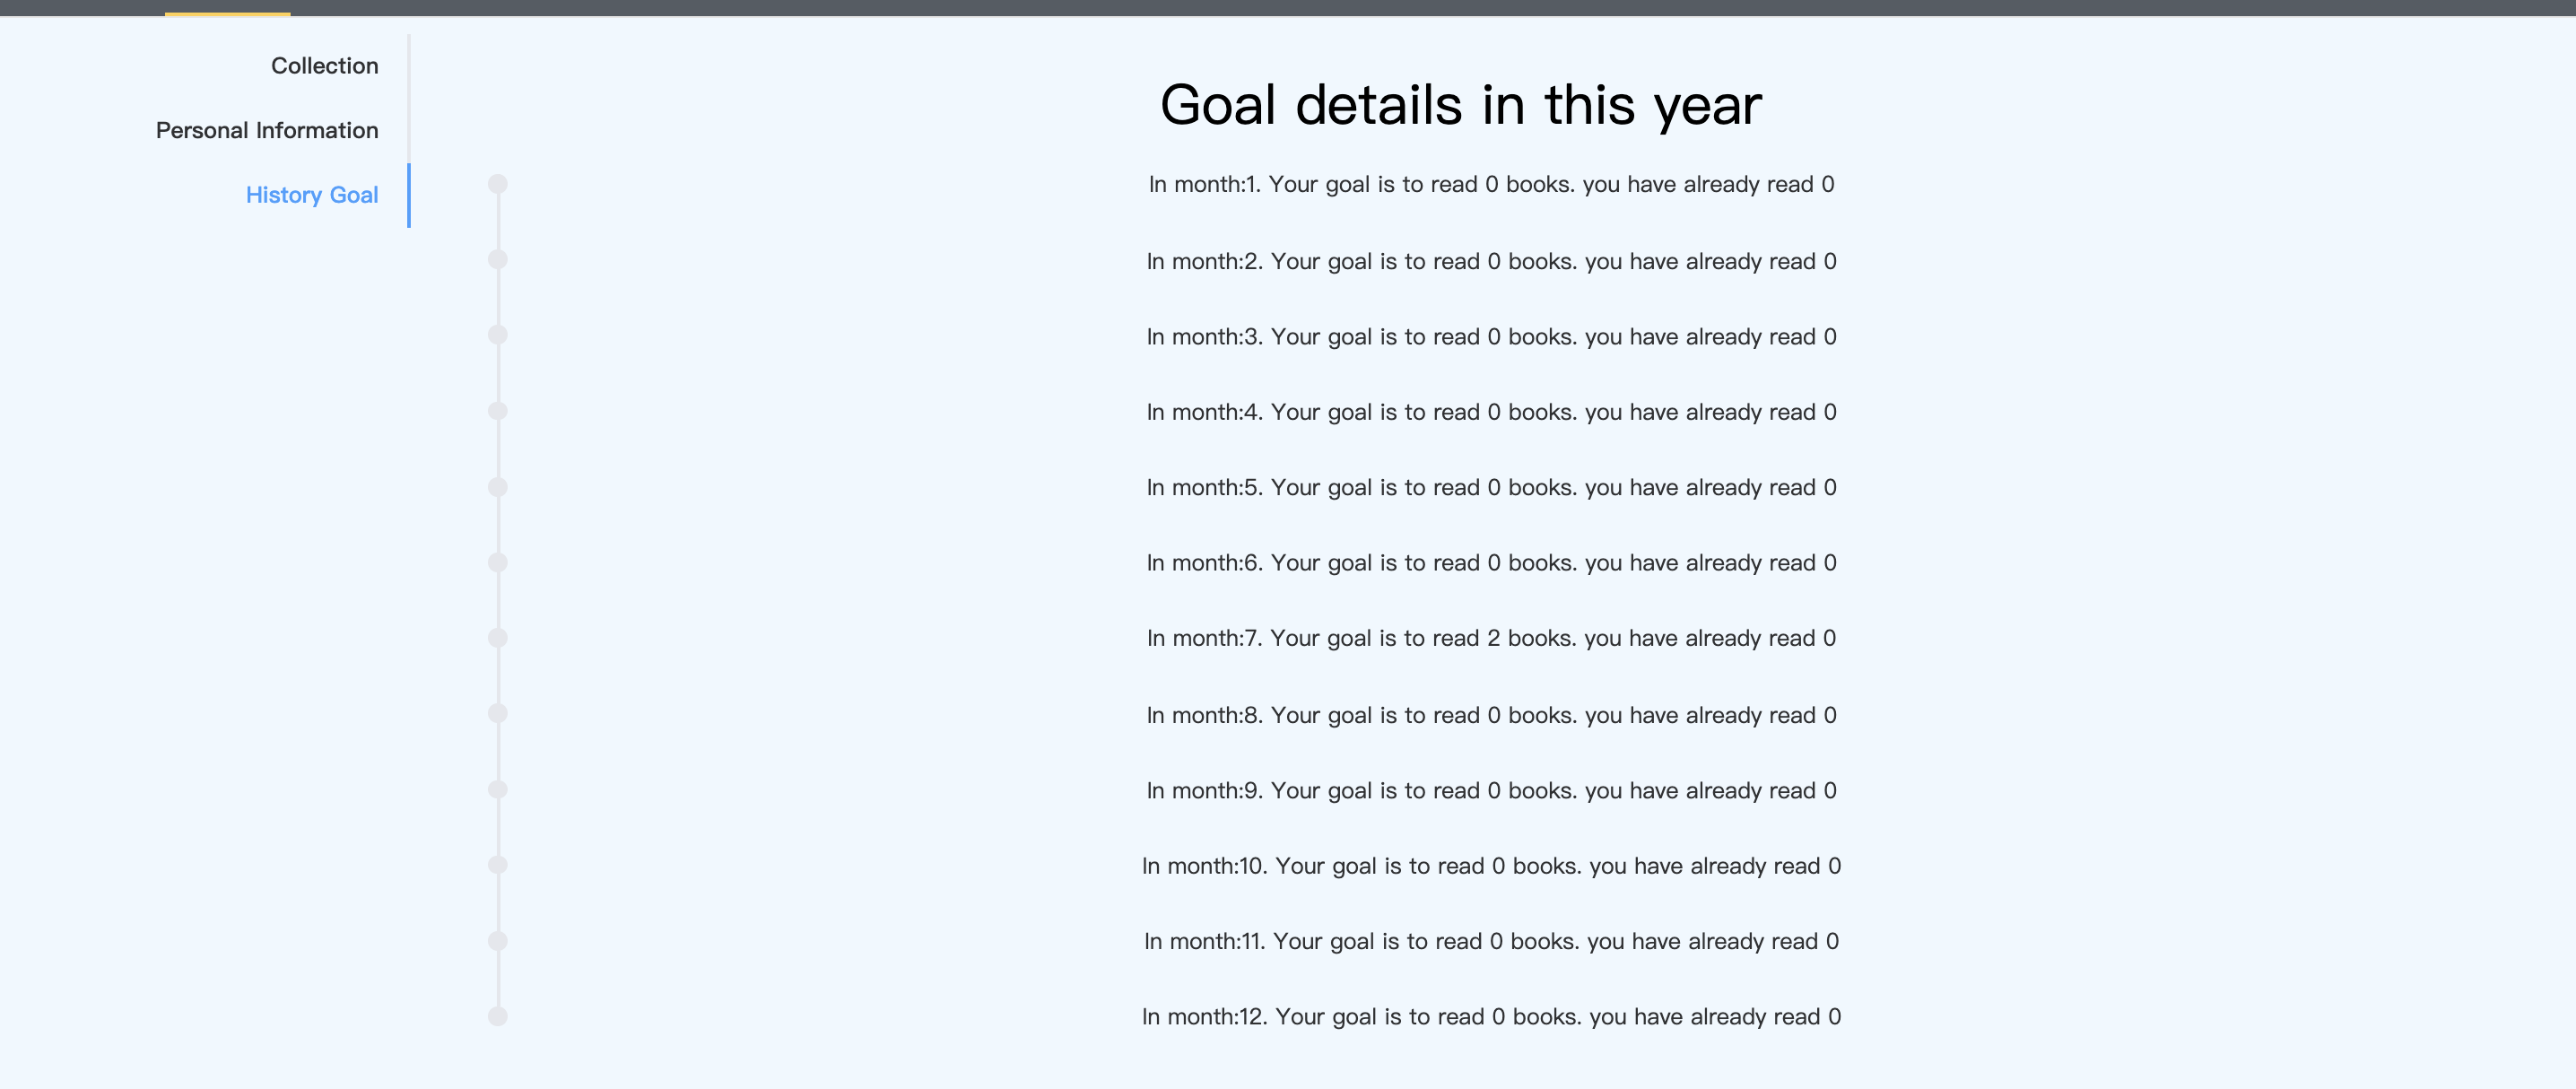 Collection
Personal Information
History Goal
Goal details in this year
In month:1. Your goal is to read 0 books. you have already read 0
In month:2. Your goal is to read 0 books. you have already read 0
In month:3. Your goal is to read 0 books. you have already read 0
In month:4. Your goal is to read 0 books. you have already read 0
In month:5. Your goal is to read 0 books. you have already read 0
In month:6. Your goal is to read 0 books. you have already read 0
In month:7. Your goal is to read 2 books. you have already read 0
In month:8. Your goal is to read 0 books. you have already read 0
In month:9. Your goal is to read 0 books. you have already read 0
In month:10. Your goal is to read 0 books. you have already read 0
In month:11. Your goal is to read 0 books. you have already read 0
In month:12. Your goal is to read 0 books. you have already read 0